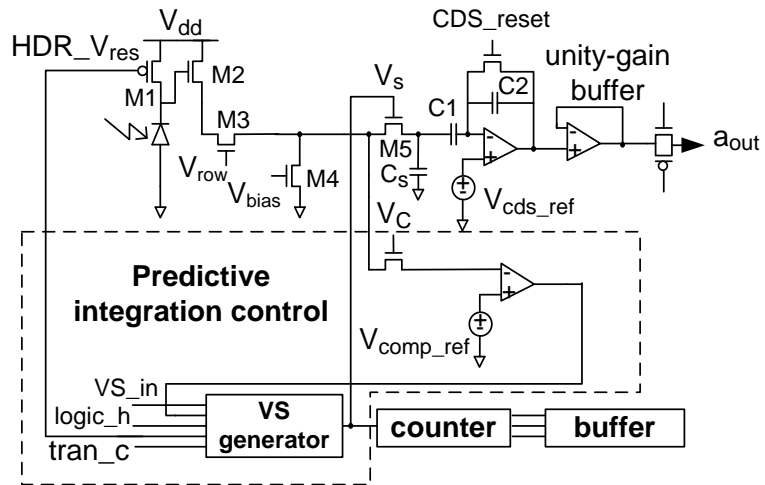 CDS_reset
V_dd
HDR_V_res
M2
M1
V_s
C2
C1
unity-gain
buffer
M3
M5
a_out
V_row
V_bias
M4
C_s
V_cds_ref
V_C
Predictive
integration control
V_comp_ref
VS_in
logic_h
tran_c
VS
generator
counter
buffer